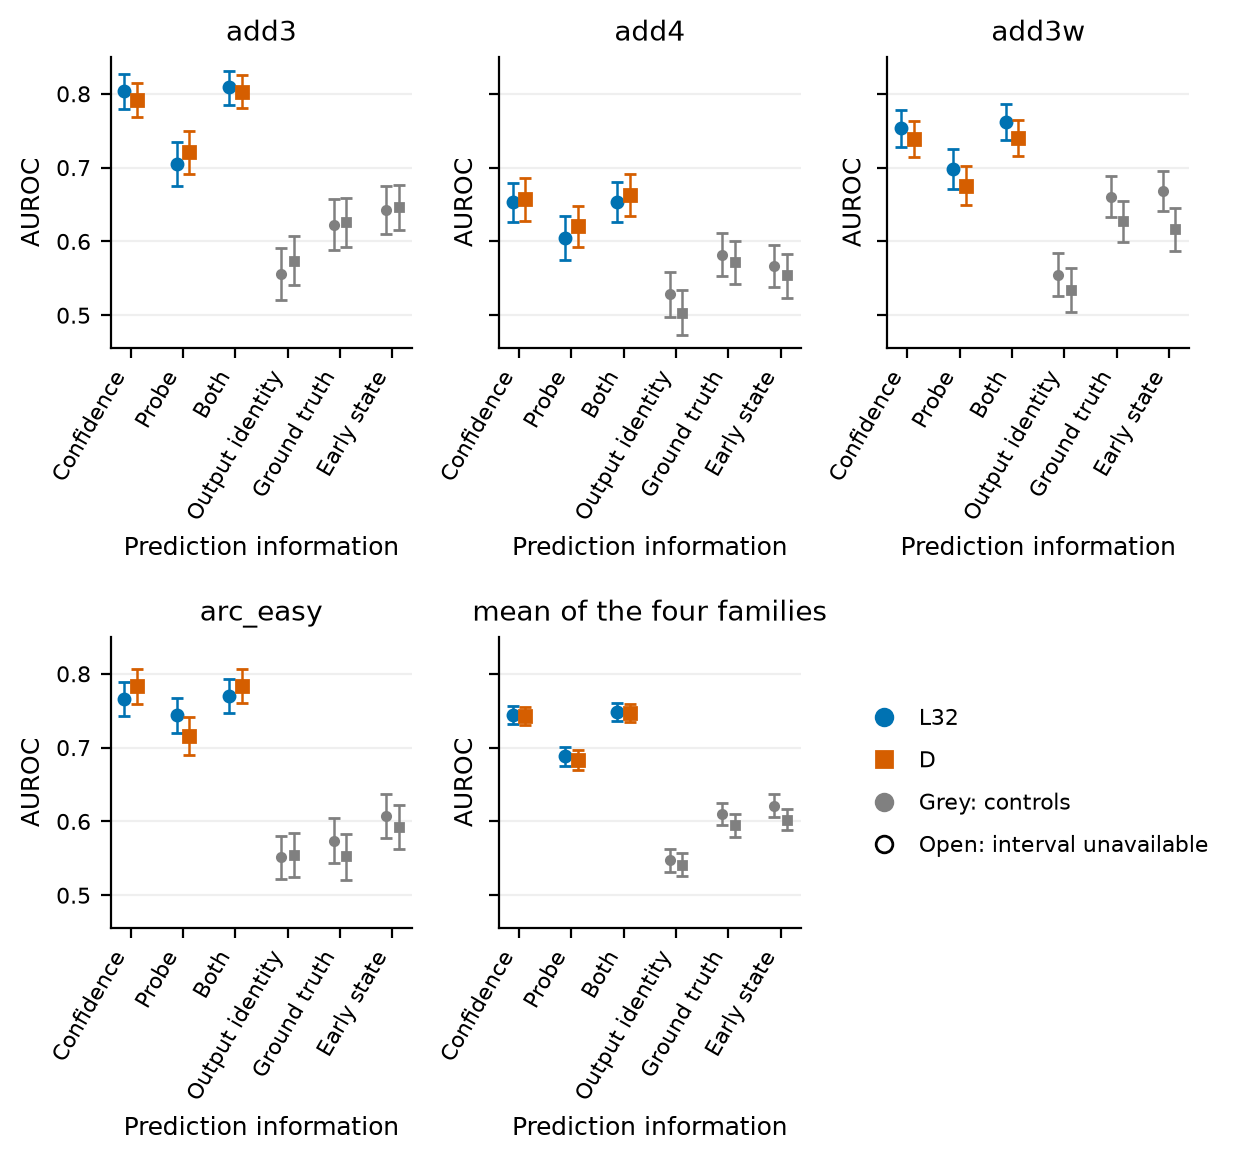 add3
add4
add3w
AUROC
0.8
0.7
0.6
0.5
AUROC
AUROC
Confidence
Probe
Both
Output identity
Ground truth
Early state
Confidence
Probe
Both
Output identity
Ground truth
Early state
Confidence
Probe
Both
Output identity
Ground truth
Early state
Prediction information
Prediction information
Prediction information
arc_easy
mean of the four families
AUROC
0.8
0.7
0.6
0.5
AUROC
Confidence
Probe
Both
Output identity
Ground truth
Early state
Confidence
Probe
Both
Output identity
Ground truth
Early state
Prediction information
Prediction information
L32
D
Grey: controls
Open: interval unavailable